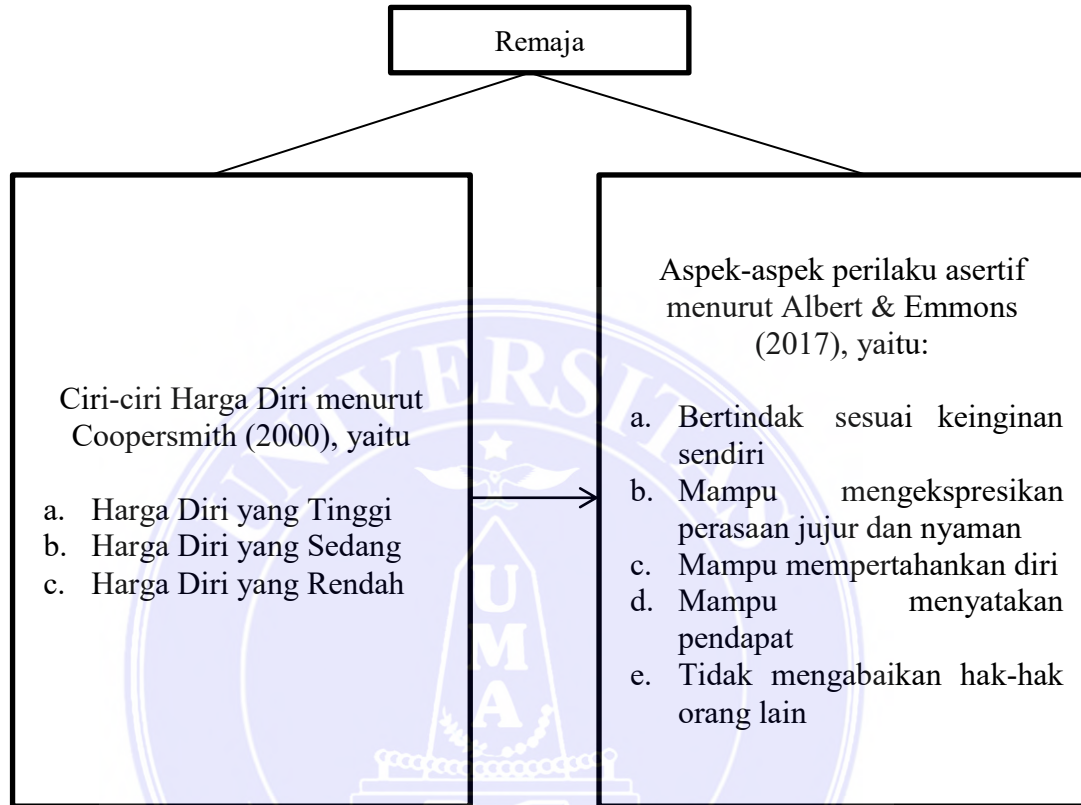 Remaja
Ciri-ciri Harga Diri menurut
Coopersmith (2000), yaitu
a. Harga Diri yang Tinggi
b. Harga Diri yang Sedang
c. Harga Diri yang Rendah
Aspek-aspek perilaku asertif
menurut Albert & Emmons
(2017), yaitu:
a. Bertindak sesuai keinginan
sendiri
b. Mampu mengekspresikan
perasaan jujur dan nyaman
c. Mampu mempertahankan diri
d. Mampu menyatakan
pendapat
e. Tidak mengabaikan hak-hak
orang lain
UNIVERSITAS
UMA